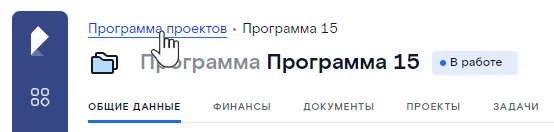 Программа проектов • Программа 15
Программа Программа 15 В работе
ОБЩИЕ ДАННЫЕ ФИНАНСЫ ДОКУМЕНТЫ ПРОЕКТЫ ЗАДАЧИ